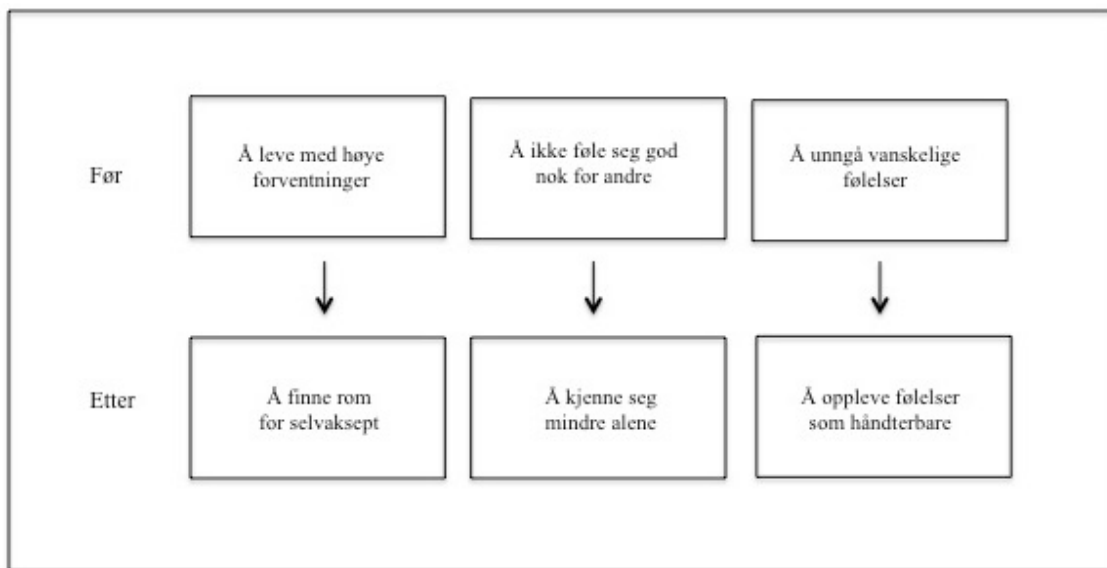 Før
Å leve med høye
forventninger
Å ikke føle seg god
nok for andre
Å unngå vanskelige
følelser
Etter
Å finne rom
for selvaksept
Å kjenne seg
mindre alene
Å oppleve følelser
som håndterbare